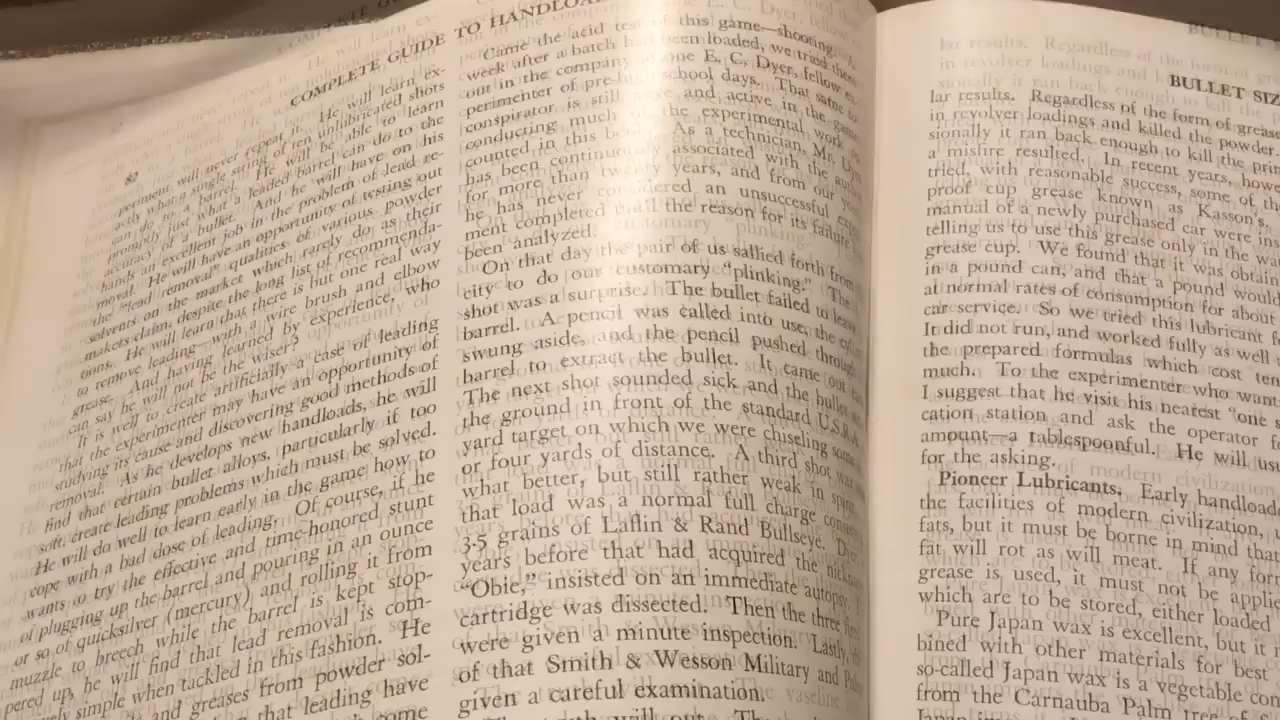 82
COMPLETE GUIDE TO HANDLOA
periment will never repeat it. He will learn ex-
actly what a single string of ten unlubricated shots
can do to a barrel. He will be able to learn
promptly just what a leaded barrel can do to the
accuracy of a bullet. And he will have on his
hands an excellent job in the problem of lead re-
moval. He will have an opportunity of testing out
the "lead removal" qualities of various powder
solvents on the market which rarely do as their
makers claim, despite the long list of recommenda-
tions. He will learn that there is but one real way
to remove leading—with a wire brush and elbow
grease. And having learned by experience, who
can say he will not be the wiser?
It is well to create artificially a case of leading
that the experimenter may have an opportunity of
studying its cause and discovering good methods of
removal. As he develops new handloads, he will
find that certain bullet alloys, particularly if too
soft, create leading problems which must be solved.
He will do well to learn early in the game how to
cope with a bad dose of leading. Of course, if he
wants to try the effective and time-honored stunt
of plugging up the barrel and pouring in an ounce
or so of quicksilver (mercury) and rolling it from
muzzle to breech while the barrel is kept stop-
pered up, he will find that lead removal is com-
ely simple when tackled in this fashion. He
and greases from powder sol-
that leading have
come
Came the acid test of this game—shooting. A
week after a batch had been loaded, we tried them
out in the company of one E. C. Dyer, fellow ex-
perimenter of pre-high-school days. That same
conspirator is still alive and active in the game,
conducting much of the experimental work
counted in this book. As a technician, Mr. Dy
has been continuously associated with the auth
for more than twenty years, and from our
he has never considered an unsuccessful experi
ment completed until the reason for its failure
been analyzed.
On that day the pair of us sallied forth from
city to do our customary "plinking." The
shot was a surprise. The bullet failed to leave
barrel. A pencil was called into use, the cyl
swung aside, and the pencil pushed through
barrel to extract the bullet. It came out
The next shot sounded sick and the bullet
the ground in front of the standard U.S.R.A.
yard target on which we were chiseling some
or four yards of distance. A third shot was
what better, but still rather weak in spite
that load was a normal full charge
3.5 grains of Laflin & Rand Bullseye. Dyer
years before that had acquired the nickname
"Obie," insisted on an immediate autopsy.
cartridge was dissected. Then the three fired
were given a minute inspection. Lastly,
of that Smith & Wesson Military and Pol
given a careful examination.
will out. The
BULLET SIZ
lar results. Regardless of the form of grease
in revolver loadings and killed the powder.
sionally it ran back enough to kill the prim
a misfire resulted. In recent years, howe
tried, with reasonable success, some of the
proof cup grease known as Kasson's.
manual of a newly purchased car were ins
telling us to use this grease only in the wa
grease cup. We found that it was obtain
in a pound can, and that a pound would
at normal rates of consumption for about
car service. So we tried this lubricant f
It did not run, and worked fully as well
the prepared formulas which cost ten
much. To the experimenter who want
I suggest that he visit his nearest "one s
cation station and ask the operator f
amount—a tablespoonful. He will us
for the asking.
Pioneer Lubricants. Early handload
the facilities of modern civilization,
fats, but it must be borne in mind tha
fat will rot as will meat. If any for
grease is used, it must not be applie
which are to be stored, either loaded
Pure Japan wax is excellent, but it r
bined with other materials for best
so-called Japan wax is a vegetable con
from the Carnauba Palm tree of
Japan